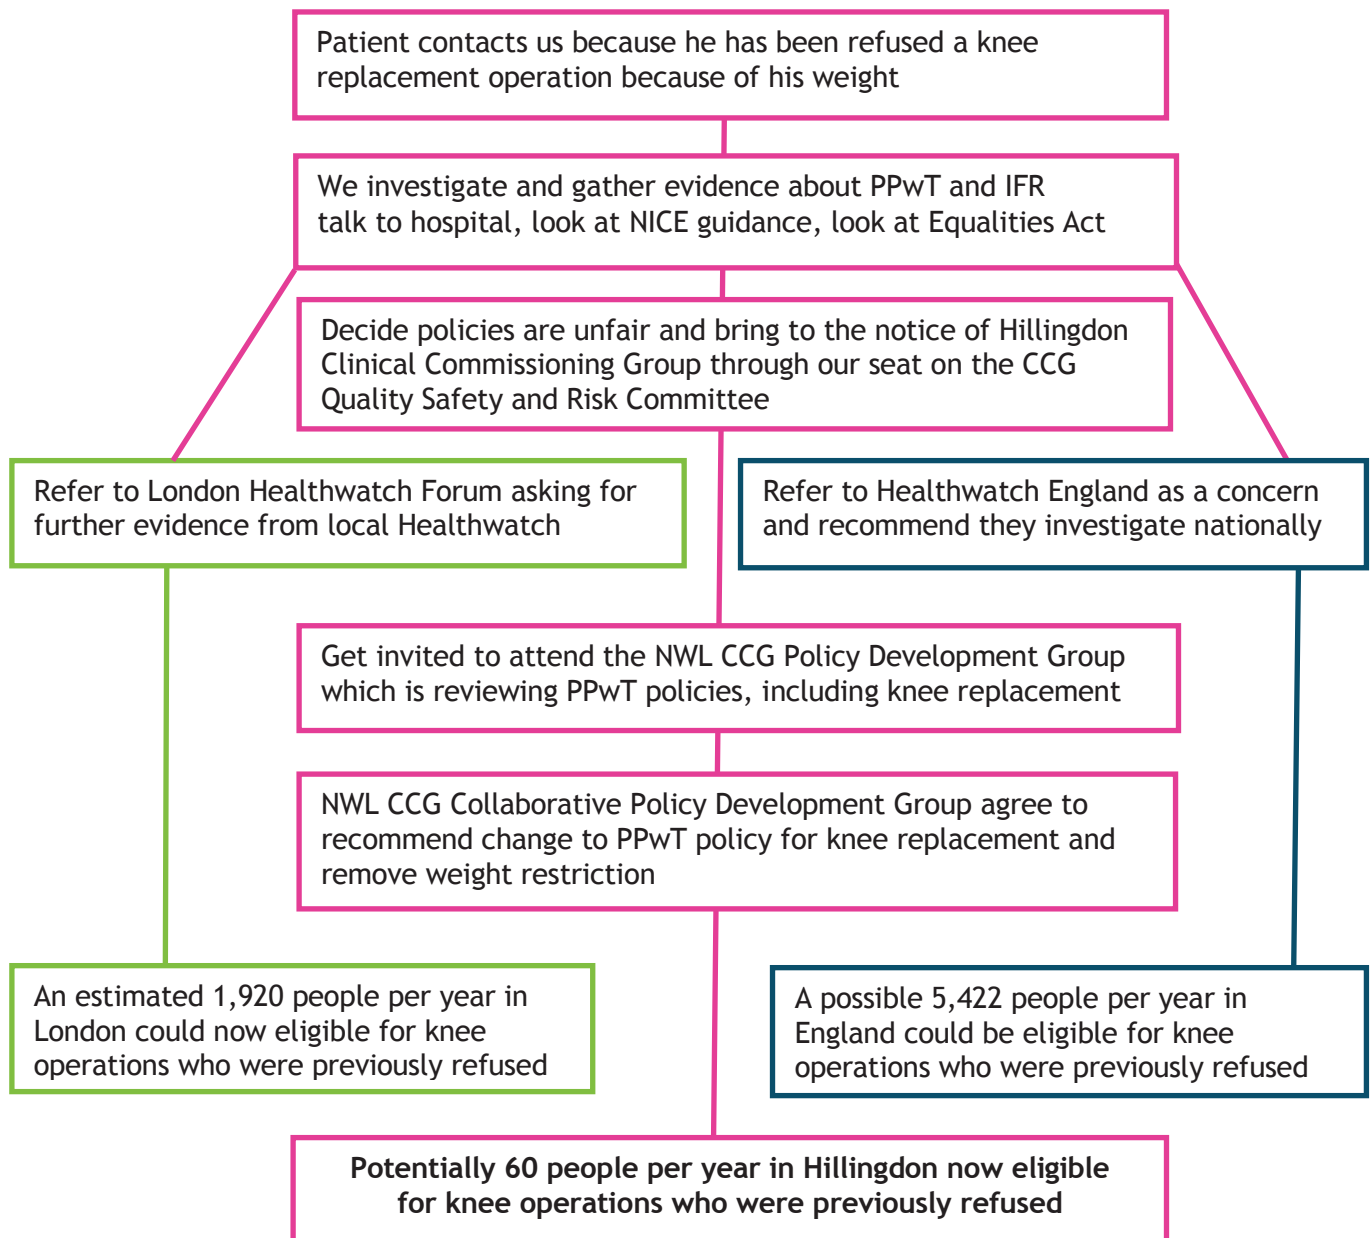 Patient contacts us because he has been refused a knee
replacement operation because of his weight
We investigate and gather evidence about PPwT and IFR
talk to hospital, look at NICE guidance, look at Equalities Act
Decide policies are unfair and bring to the notice of Hillingdon
Clinical Commissioning Group through our seat on the CCG
Quality Safety and Risk Committee
Refer to London Healthwatch Forum asking for
further evidence from local Healthwatch
Refer to Healthwatch England as a concern
and recommend they investigate nationally
Get invited to attend the NWL CCG Policy Development Group
which is reviewing PPwT policies, including knee replacement
NWL CCG Collaborative Policy Development Group agree to
recommend change to PPwT policy for knee replacement and
remove weight restriction
An estimated 1,920 people per year in
London could now eligible for knee
operations who were previously refused
A possible 5,422 people per year in
England could be eligible for knee
operations who were previously refused
Potentially 60 people per year in Hillingdon now eligible
for knee operations who were previously refused